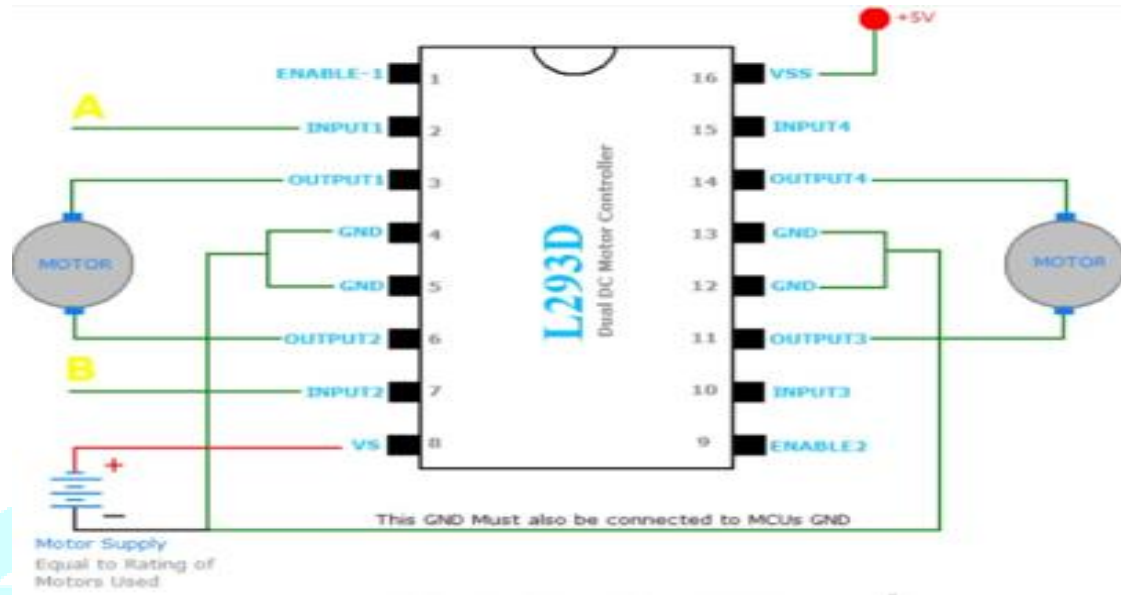 +5V
ENABLE-1
1
16
VSS
A
INPUT1
2
15
INPUT4
OUTPUT1
3
14
OUTPUT4
GND
4
13
GND
MOTOR
L293D
Dual DC Motor Controller
MOTOR
GND
5
12
GND
OUTPUT2
6
11
OUTPUT3
B
INPUT2
7
10
INPUT3
VS
8
9
ENABLE2
+
−
This GND Must also be connected to MCUs GND
Motor Supply
Equal to Rating of
Motors Used